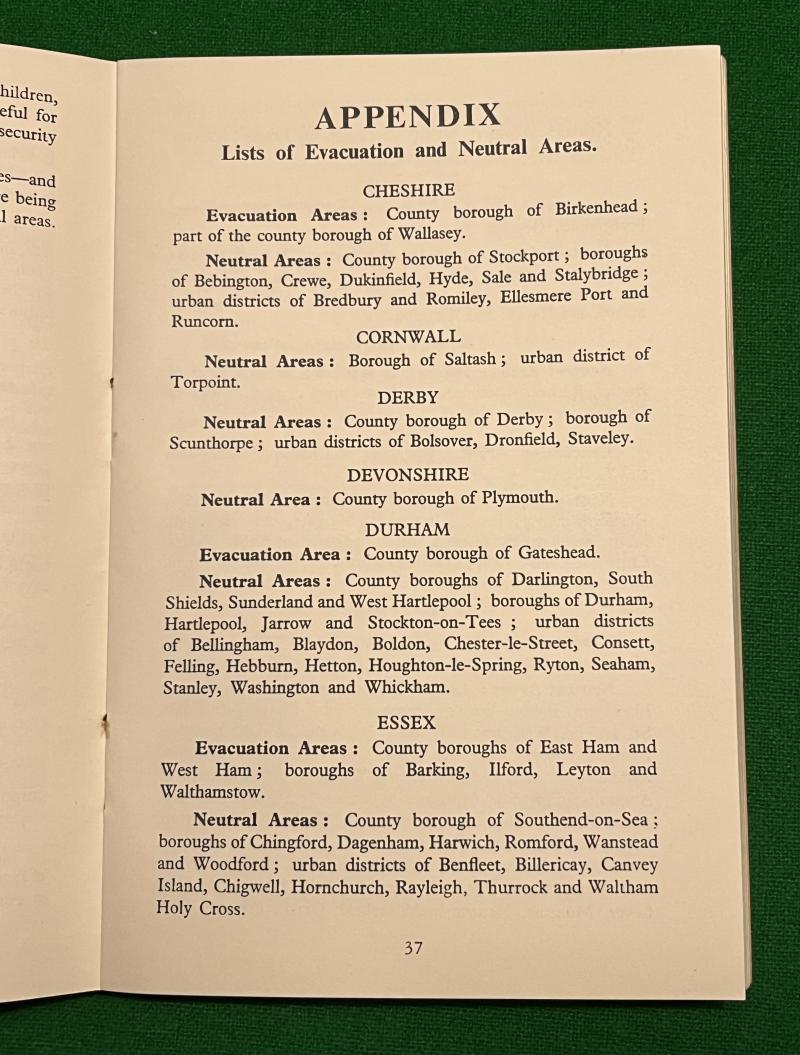 hildren,
eful for
security
es—and
e being
l areas.
APPENDIX
Lists of Evacuation and Neutral Areas.
CHESHIRE
Evacuation Areas : County borough of Birkenhead ;
part of the county borough of Wallasey.
Neutral Areas : County borough of Stockport ; boroughs
of Bebington, Crewe, Dukinfield, Hyde, Sale and Stalybridge ;
urban districts of Bredbury and Romiley, Ellesmere Port and
Runcorn.
CORNWALL
Neutral Areas : Borough of Saltash ; urban district of
Torpoint.
DERBY
Neutral Areas : County borough of Derby ; borough of
Scunthorpe ; urban districts of Bolsover, Dronfield, Staveley.
DEVONSHIRE
Neutral Area : County borough of Plymouth.
DURHAM
Evacuation Area : County borough of Gateshead.
Neutral Areas : County boroughs of Darlington, South
Shields, Sunderland and West Hartlepool ; boroughs of Durham,
Hartlepool, Jarrow and Stockton-on-Tees ; urban districts
of Bellingham, Blaydon, Boldon, Chester-le-Street, Consett,
Felling, Hebburn, Hetton, Houghton-le-Spring, Ryton, Seaham,
Stanley, Washington and Whickham.
ESSEX
Evacuation Areas : County boroughs of East Ham and
West Ham ; boroughs of Barking, Ilford, Leyton and
Walthamstow.
Neutral Areas : County borough of Southend-on-Sea ;
boroughs of Chingford, Dagenham, Harwich, Romford, Wanstead
and Woodford ; urban districts of Benfleet, Billericay, Canvey
Island, Chigwell, Hornchurch, Rayleigh, Thurrock and Waltham
Holy Cross.
37